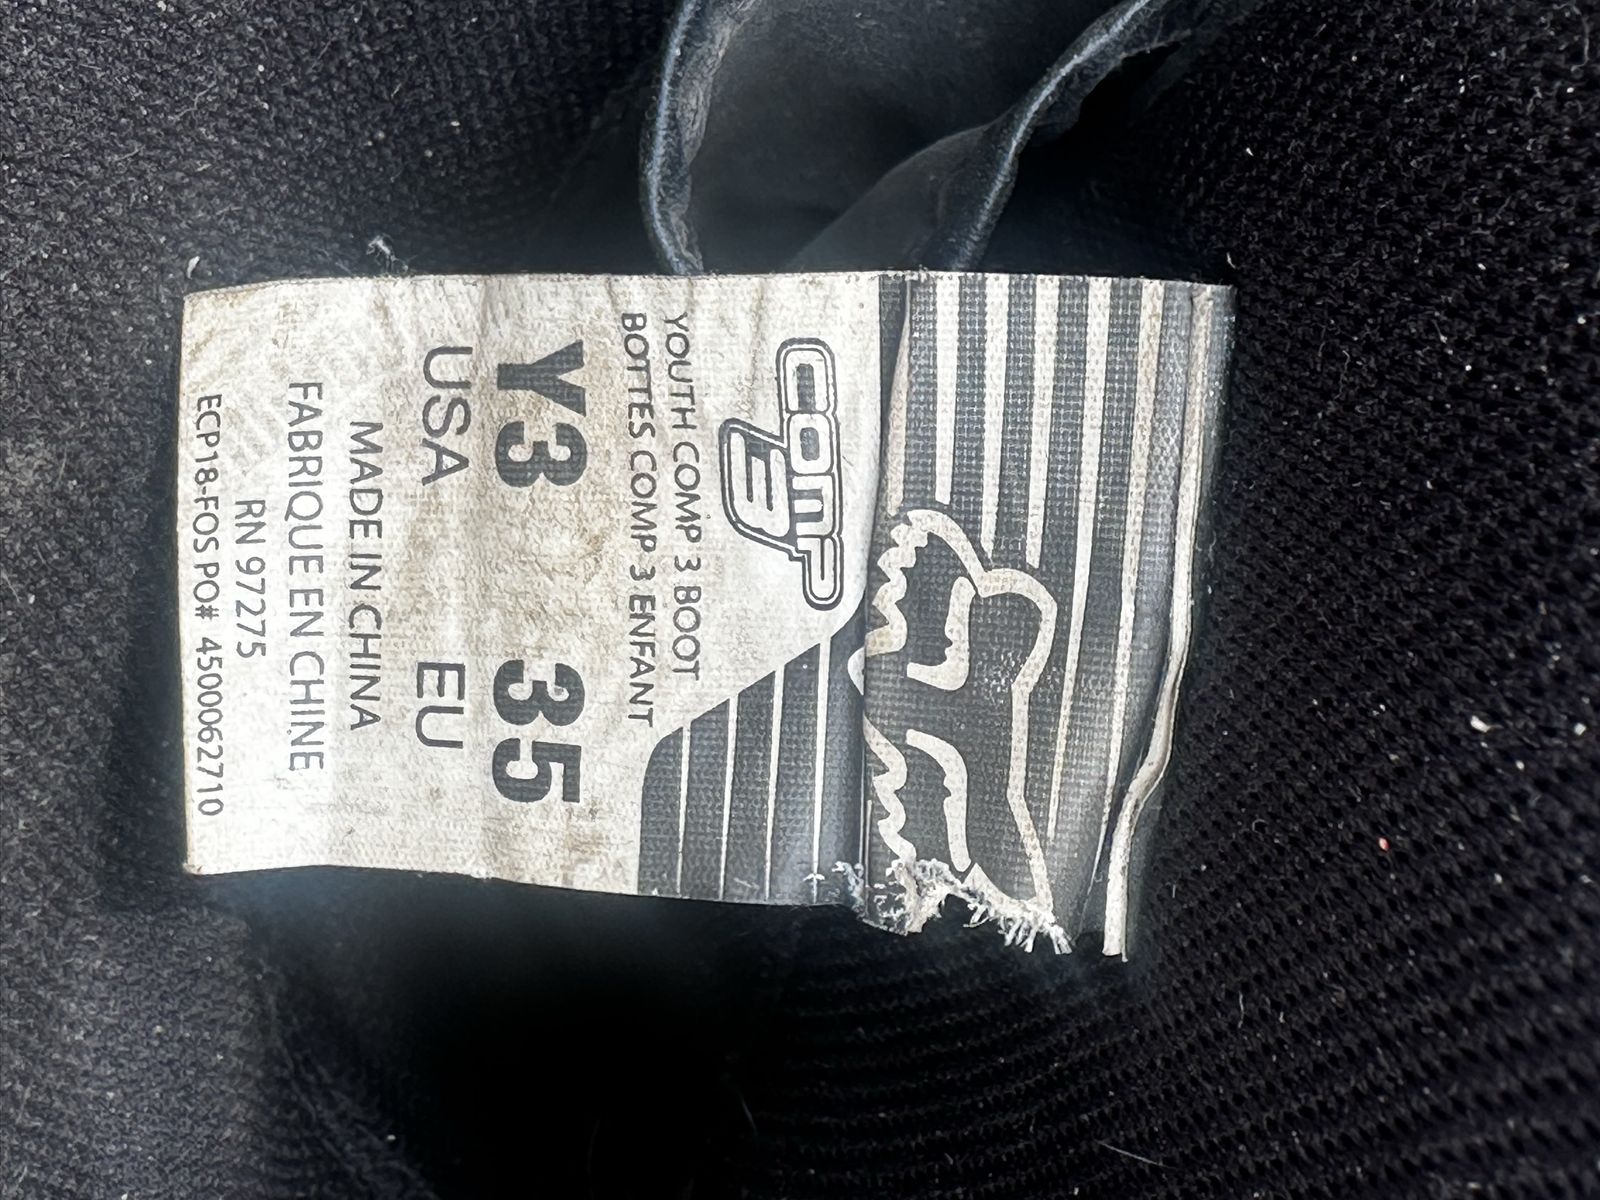 COMP
3
YOUTH COMP 3 BOOT
BOTTES COMP 3 ENFANT
Y3 35
USA EU
MADE IN CHINA
FABRIQUE EN CHINE
RN 97275
ECP18-FOS PO# 4500062710